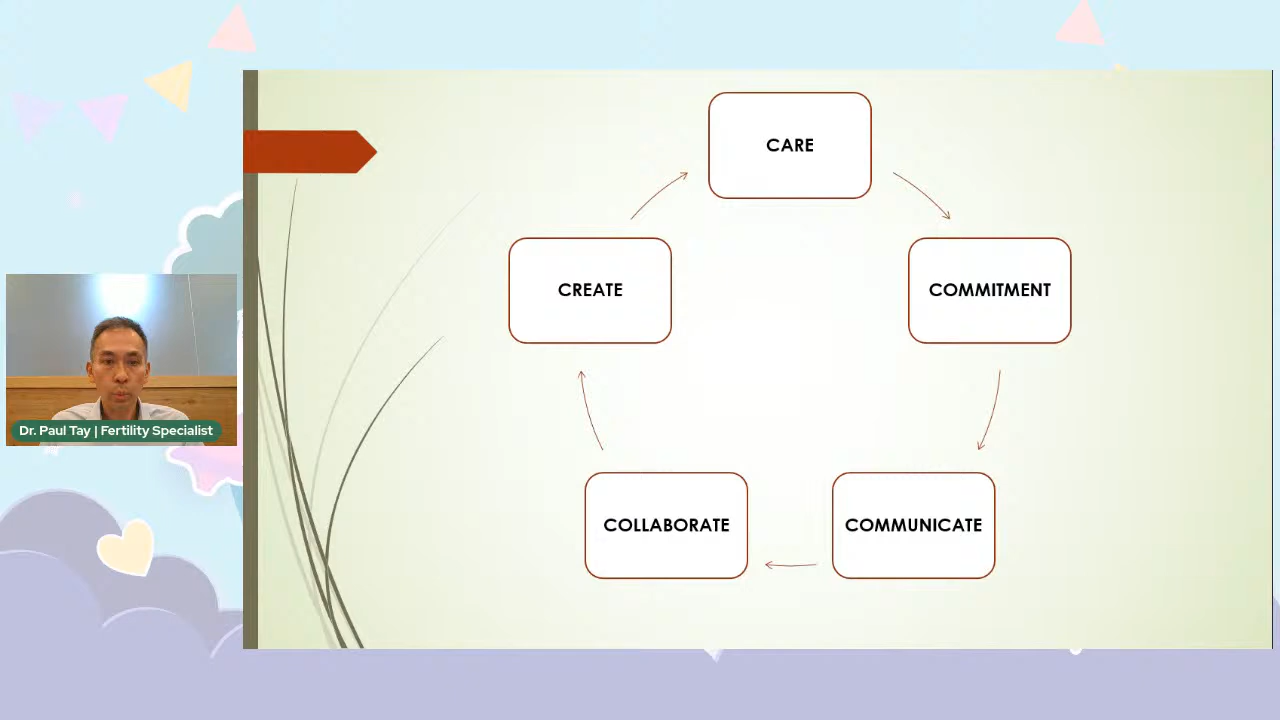 CARE
CREATE
COMMITMENT
Dr. Paul Tay | Fertility Specialist
COLLABORATE
COMMUNICATE